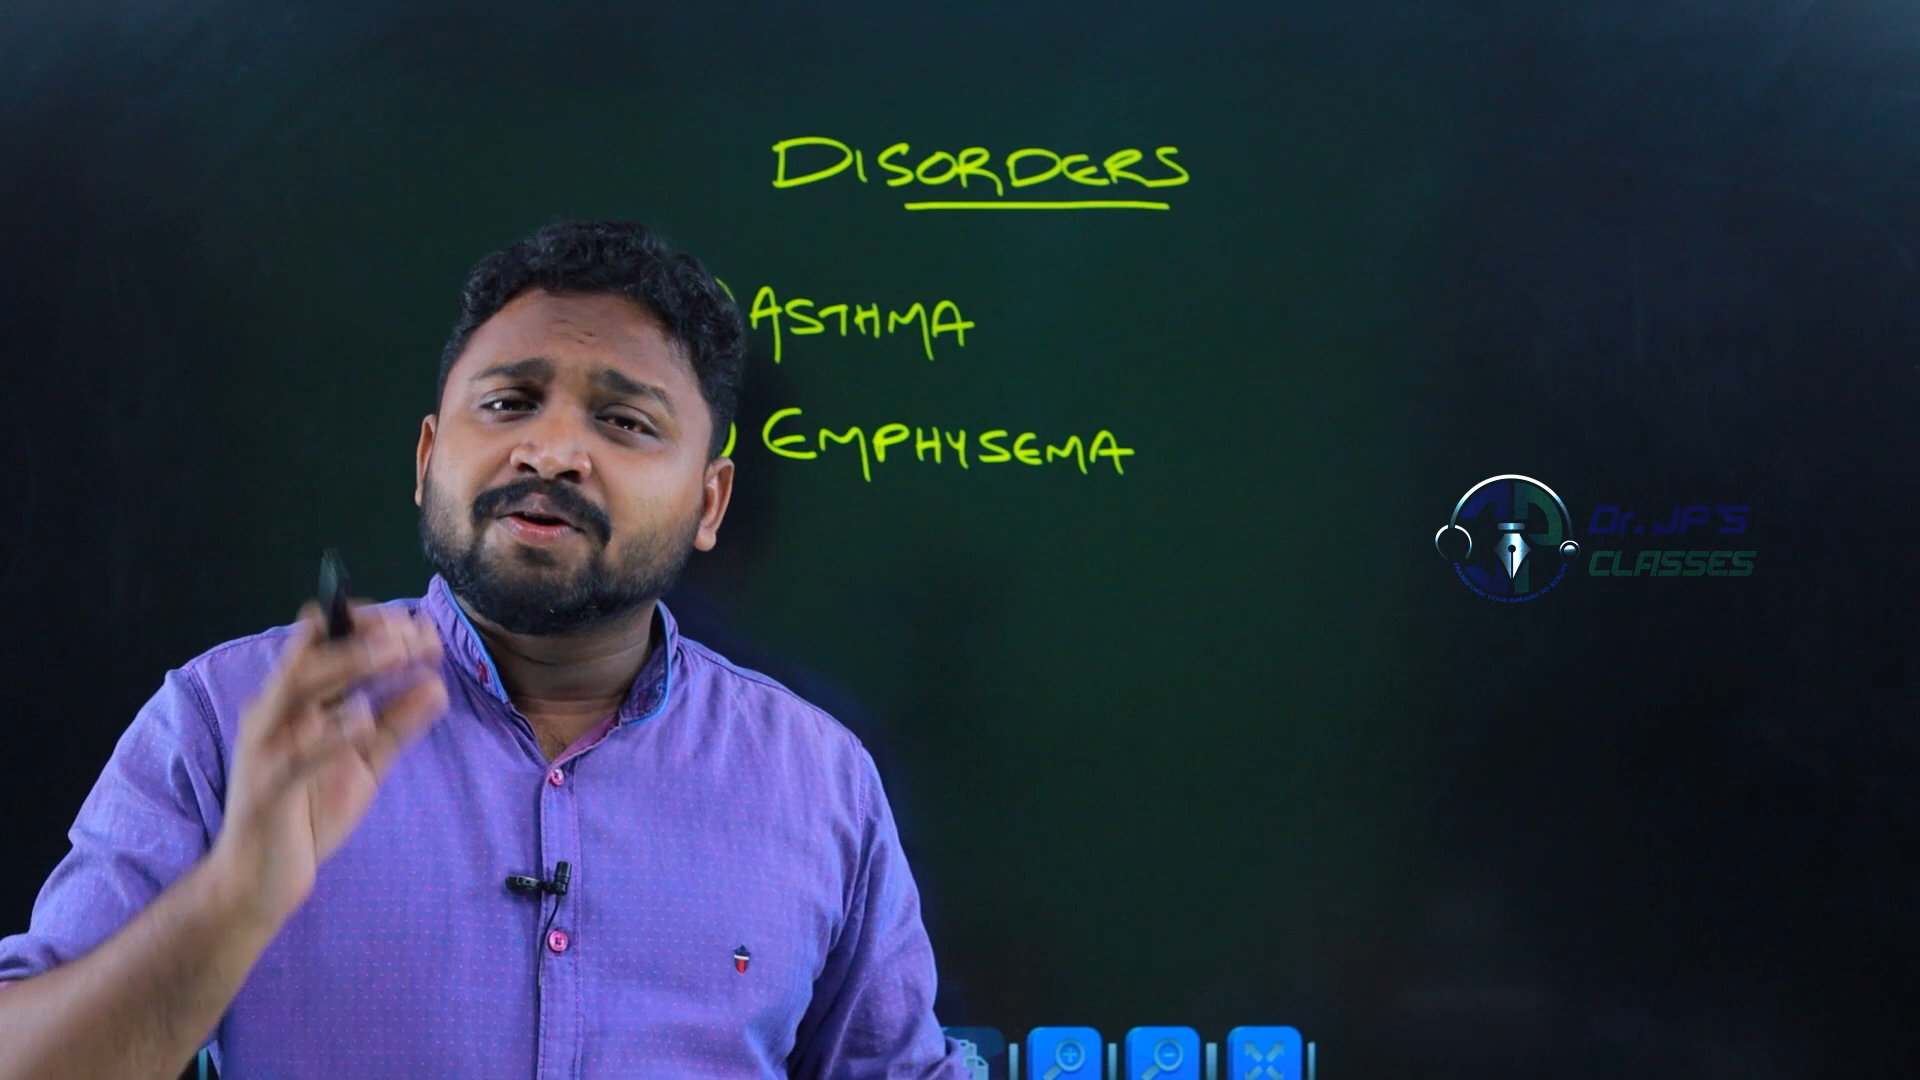 DISORDERS
) ASTHMA
) EMPHYSEMA
Dr. JP'S
CLASSES